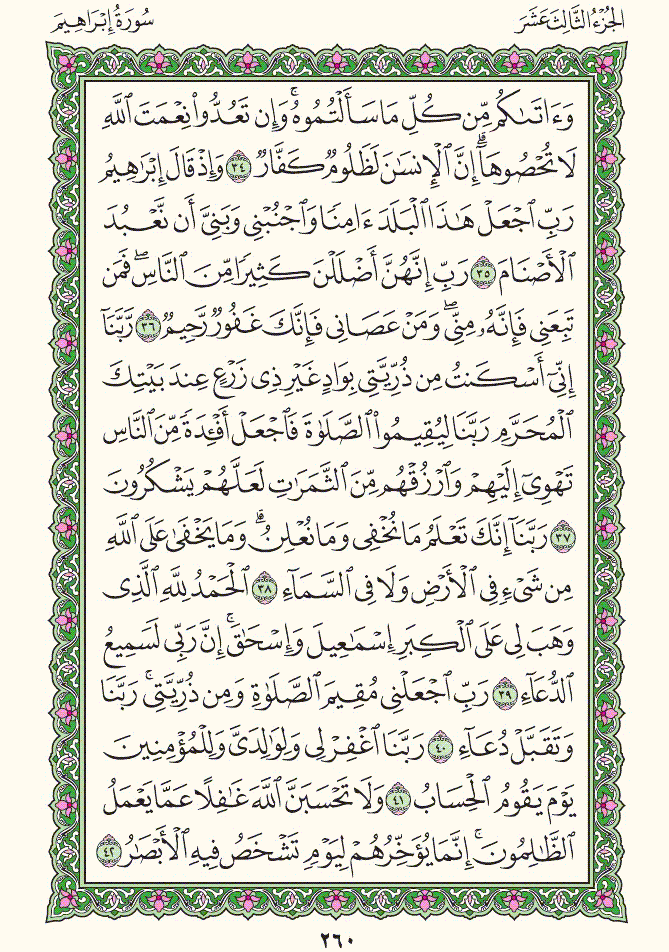 الجزء الثالث عشر
سورة إبراهيم
وَءَاتَىٰكُم مِّن كُلِّ مَا سَأَلْتُمُوهُ ۚ وَإِن تَعُدُّوا۟ نِعْمَتَ ٱللَّهِ
لَا تُحْصُوهَآ ۗ إِنَّ ٱلْإِنسَٰنَ لَظَلُومٌ كَفَّارٌ ٣٤ وَإِذْ قَالَ إِبْرَٰهِيمُ
رَبِّ ٱجْعَلْ هَٰذَا ٱلْبَلَدَ ءَامِنًا وَٱجْنُبْنِى وَبَنِىَّ أَن نَّعْبُدَ
ٱلْأَصْنَامَ ٣٥ رَبِّ إِنَّهُنَّ أَضْلَلْنَ كَثِيرًا مِّنَ ٱلنَّاسِ ۖ فَمَن
تَبِعَنِى فَإِنَّهُۥ مِنِّى ۖ وَمَنْ عَصَانِى فَإِنَّكَ غَفُورٌ رَّحِيمٌ ٣٦ رَّبَّنَآ
إِنِّىٓ أَسْكَنتُ مِن ذُرِّيَّتِى بِوَادٍ غَيْرِ ذِى زَرْعٍ عِندَ بَيْتِكَ
ٱلْمُحَرَّمِ رَبَّنَا لِيُقِيمُوا۟ ٱلصَّلَوٰةَ فَٱجْعَلْ أَفْـِٔدَةً مِّنَ ٱلنَّاسِ
تَهْوِىٓ إِلَيْهِمْ وَٱرْزُقْهُم مِّنَ ٱلثَّمَرَٰتِ لَعَلَّهُمْ يَشْكُرُونَ
٣٧ رَبَّنَآ إِنَّكَ تَعْلَمُ مَا نُخْفِى وَمَا نُعْلِنُ ۗ وَمَا يَخْفَىٰ عَلَى ٱللَّهِ
مِن شَىْءٍ فِى ٱلْأَرْضِ وَلَا فِى ٱلسَّمَآءِ ٣٨ ٱلْحَمْدُ لِلَّهِ ٱلَّذِى
وَهَبَ لِى عَلَى ٱلْكِبَرِ إِسْمَٰعِيلَ وَإِسْحَٰقَ ۚ إِنَّ رَبِّى لَسَمِيعُ
ٱلدُّعَآءِ ٣٩ رَبِّ ٱجْعَلْنِى مُقِيمَ ٱلصَّلَوٰةِ وَمِن ذُرِّيَّتِى ۚ رَبَّنَا
وَتَقَبَّلْ دُعَآءِ ٤٠ رَبَّنَا ٱغْفِرْ لِى وَلِوَٰلِدَىَّ وَلِلْمُؤْمِنِينَ
يَوْمَ يَقُومُ ٱلْحِسَابُ ٤١ وَلَا تَحْسَبَنَّ ٱللَّهَ غَٰفِلًا عَمَّا يَعْمَلُ
ٱلظَّٰلِمُونَ ۚ إِنَّمَا يُؤَخِّرُهُمْ لِيَوْمٍ تَشْخَصُ فِيهِ ٱلْأَبْصَٰرُ ٤٢
٢٦٠